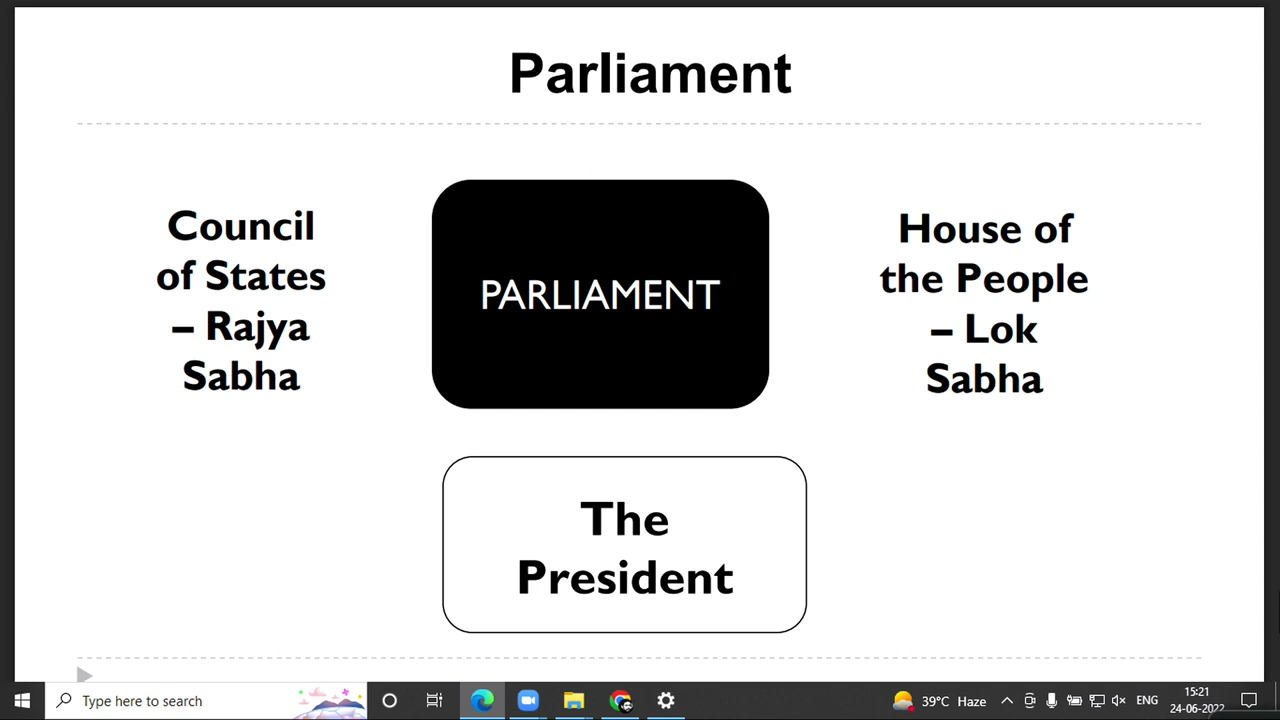 Parliament
Council
of States
– Rajya
Sabha
PARLIAMENT
House of
the People
– Lok
Sabha
The
President
Type here to search
39°C Haze
ENG
15:21
24-06-2022